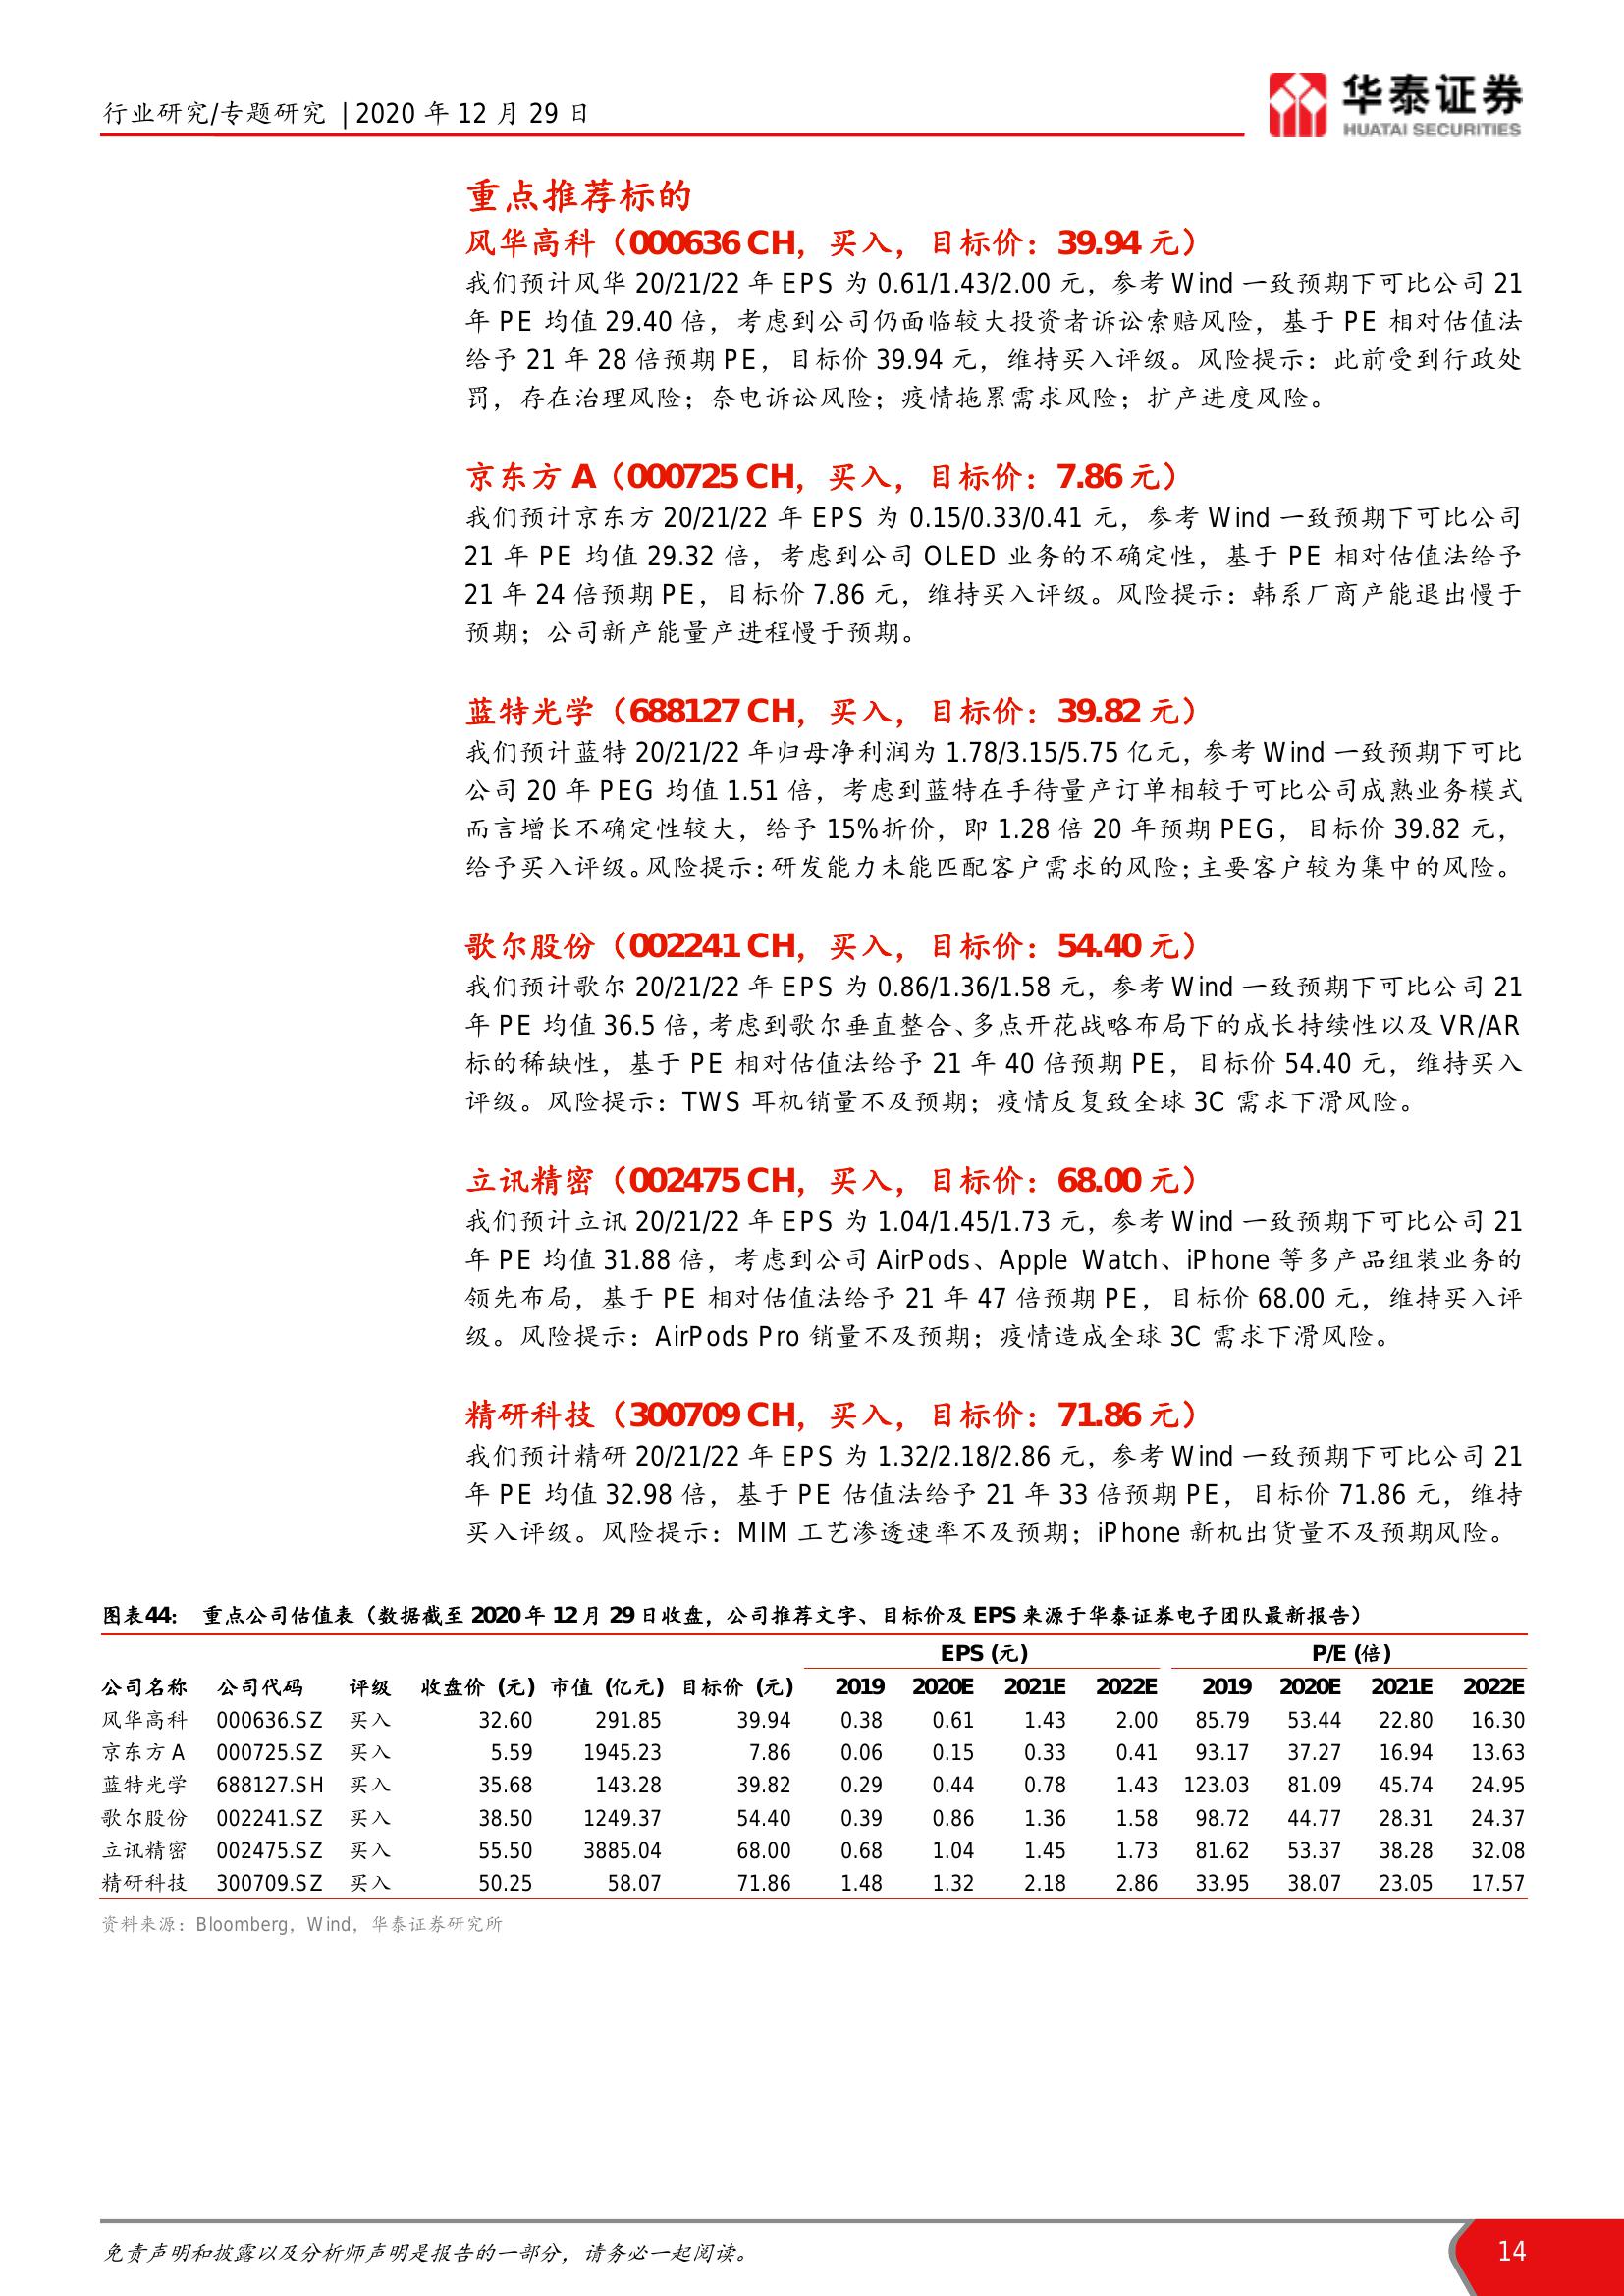 行业研究/专题研究 | 2020 年 12 月 29 日
华泰证券
HUATAI SECURITIES
重点推荐标的
风华高科（000636 CH，买入，目标价：39.94 元）
我们预计风华 20/21/22 年 EPS 为 0.61/1.43/2.00 元，参考 Wind 一致预期下可比公司 21
年 PE 均值 29.40 倍，考虑到公司仍面临较大投资者诉讼索赔风险，基于 PE 相对估值法
给予 21 年 28 倍预期 PE，目标价 39.94 元，维持买入评级。风险提示：此前受到行政处
罚，存在治理风险；奈电诉讼风险；疫情拖累需求风险；扩产进度风险。
京东方 A（000725 CH，买入，目标价：7.86 元）
我们预计京东方 20/21/22 年 EPS 为 0.15/0.33/0.41 元，参考 Wind 一致预期下可比公司
21 年 PE 均值 29.32 倍，考虑到公司 OLED 业务的不确定性，基于 PE 相对估值法给予
21 年 24 倍预期 PE，目标价 7.86 元，维持买入评级。风险提示：韩系厂商产能退出慢于
预期；公司新产能量产进程慢于预期。
蓝特光学（688127 CH，买入，目标价：39.82 元）
我们预计蓝特 20/21/22 年归母净利润为 1.78/3.15/5.75 亿元，参考 Wind 一致预期下可比
公司 20 年 PEG 均值 1.51 倍，考虑到蓝特在手待量产订单相较于可比公司成熟业务模式
而言增长不确定性较大，给予 15%折价，即 1.28 倍 20 年预期 PEG，目标价 39.82 元，
给予买入评级。风险提示：研发能力未能匹配客户需求的风险；主要客户较为集中的风险。
歌尔股份（002241 CH，买入，目标价：54.40 元）
我们预计歌尔 20/21/22 年 EPS 为 0.86/1.36/1.58 元，参考 Wind 一致预期下可比公司 21
年 PE 均值 36.5 倍，考虑到歌尔垂直整合、多点开花战略布局下的成长持续性以及 VR/AR
标的稀缺性，基于 PE 相对估值法给予 21 年 40 倍预期 PE，目标价 54.40 元，维持买入
评级。风险提示：TWS 耳机销量不及预期；疫情反复致全球 3C 需求下滑风险。
立讯精密（002475 CH，买入，目标价：68.00 元）
我们预计立讯 20/21/22 年 EPS 为 1.04/1.45/1.73 元，参考 Wind 一致预期下可比公司 21
年 PE 均值 31.88 倍，考虑到公司 AirPods、Apple Watch、iPhone 等多产品组装业务的
领先布局，基于 PE 相对估值法给予 21 年 47 倍预期 PE，目标价 68.00 元，维持买入评
级。风险提示：AirPods Pro 销量不及预期；疫情造成全球 3C 需求下滑风险。
精研科技（300709 CH，买入，目标价：71.86 元）
我们预计精研 20/21/22 年 EPS 为 1.32/2.18/2.86 元，参考 Wind 一致预期下可比公司 21
年 PE 均值 32.98 倍，基于 PE 估值法给予 21 年 33 倍预期 PE，目标价 71.86 元，维持
买入评级。风险提示：MIM 工艺渗透速率不及预期；iPhone 新机出货量不及预期风险。
图表44： 重点公司估值表（数据截至 2020 年 12 月 29 日收盘，公司推荐文字、目标价及 EPS 来源于华泰证券电子团队最新报告）
EPS (元) P/E (倍)
公司名称 公司代码 评级 收盘价 (元) 市值 (亿元) 目标价 (元) 2019 2020E 2021E 2022E 2019 2020E 2021E 2022E
风华高科 000636.SZ 买入 32.60 291.85 39.94 0.38 0.61 1.43 2.00 85.79 53.44 22.80 16.30
京东方 A 000725.SZ 买入 5.59 1945.23 7.86 0.06 0.15 0.33 0.41 93.17 37.27 16.94 13.63
蓝特光学 688127.SH 买入 35.68 143.28 39.82 0.29 0.44 0.78 1.43 123.03 81.09 45.74 24.95
歌尔股份 002241.SZ 买入 38.50 1249.37 54.40 0.39 0.86 1.36 1.58 98.72 44.77 28.31 24.37
立讯精密 002475.SZ 买入 55.50 3885.04 68.00 0.68 1.04 1.45 1.73 81.62 53.37 38.28 32.08
精研科技 300709.SZ 买入 50.25 58.07 71.86 1.48 1.32 2.18 2.86 33.95 38.07 23.05 17.57
资料来源：Bloomberg，Wind，华泰证券研究所
免责声明和披露以及分析师声明是报告的一部分，请务必一起阅读。
14